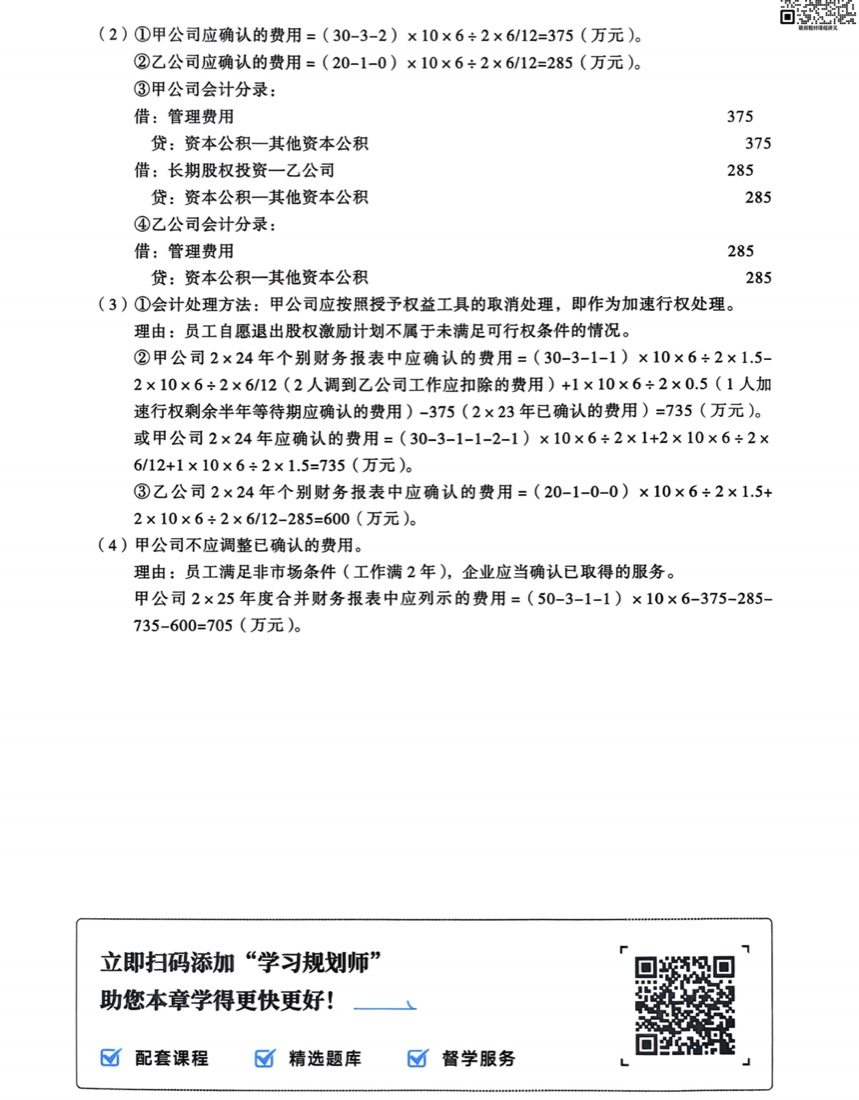 （2）①甲公司应确认的费用=（30-3-2）×10×6÷2×6/12=375（万元）。
②乙公司应确认的费用=（20-1-0）×10×6÷2×6/12=285（万元）。
③甲公司会计分录：
借：管理费用 375
贷：资本公积—其他资本公积 375
借：长期股权投资—乙公司 285
贷：资本公积—其他资本公积 285
④乙公司会计分录：
借：管理费用 285
贷：资本公积—其他资本公积 285
（3）①会计处理方法：甲公司应按照授予权益工具的取消处理，即作为加速行权处理。
理由：员工自愿退出股权激励计划不属于未满足可行权条件的情况。
②甲公司2×24年个别财务报表中应确认的费用=（30-3-1-1）×10×6÷2×1.5-
2×10×6÷2×6/12（2人调到乙公司工作应扣除的费用）+1×10×6÷2×0.5（1人加
速行权剩余半年等待期应确认的费用）-375（2×23年已确认的费用）=735（万元）。
或甲公司2×24年应确认的费用=（30-3-1-1-2-1）×10×6÷2×1+2×10×6÷2×
6/12+1×10×6÷2×1.5=735（万元）。
③乙公司2×24年个别财务报表中应确认的费用=（20-1-0-0）×10×6÷2×1.5+
2×10×6÷2×6/12-285=600（万元）。
（4）甲公司不应调整已确认的费用。
理由：员工满足非市场条件（工作满2年），企业应当确认已取得的服务。
甲公司2×25年度合并财务报表中应列示的费用=（50-3-1-1）×10×6-375-285-
735-600=705（万元）。
立即扫码添加“学习规划师”
助您本章学得更快更好！
配套课程 精选题库 督学服务